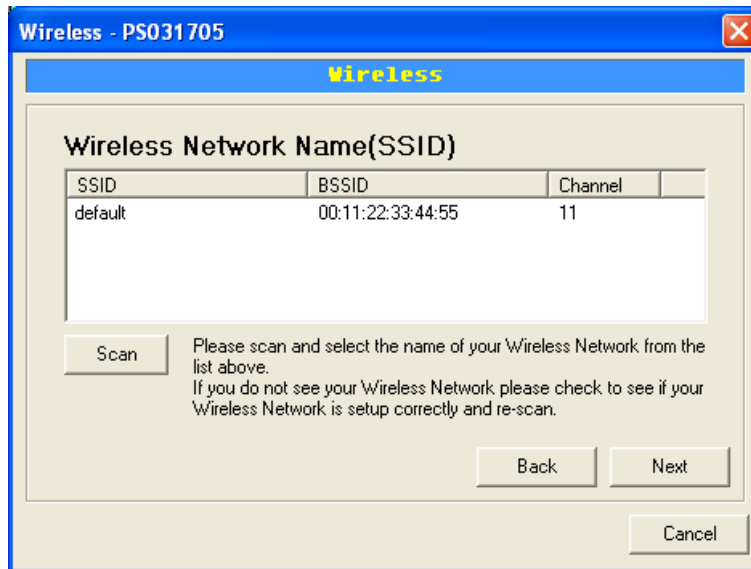 Wireless - PS031705
Wireless
Wireless Network Name(SSID)
SSID BSSID Channel
default 00:11:22:33:44:55 11
Scan
Please scan and select the name of your Wireless Network from the
list above.
If you do not see your Wireless Network please check to see if your
Wireless Network is setup correctly and re-scan.
Back Next
Cancel